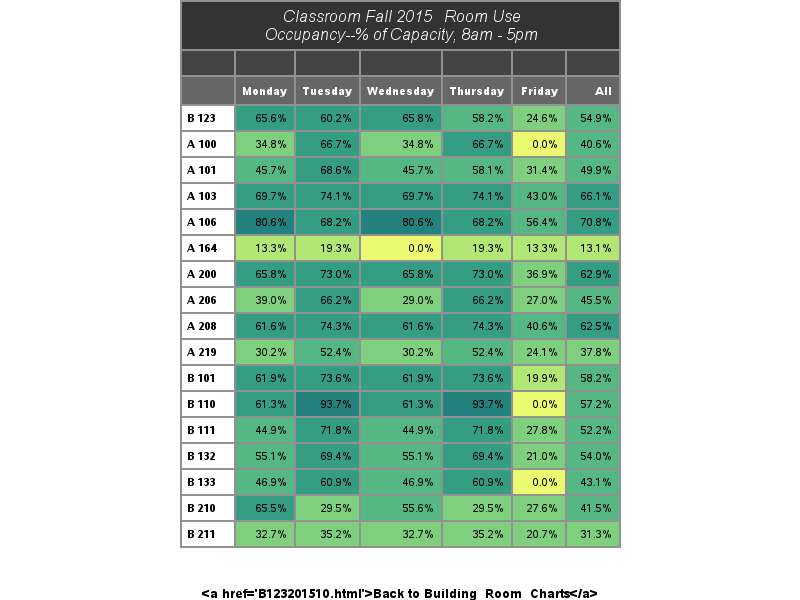 Classroom Fall 2015 Room Use
Occupancy--% of Capacity, 8am - 5pm
Monday Tuesday Wednesday Thursday Friday All
B 123 65.6% 60.2% 65.8% 58.2% 24.6% 54.9%
A 100 34.8% 66.7% 34.8% 66.7% 0.0% 40.6%
A 101 45.7% 68.6% 45.7% 58.1% 31.4% 49.9%
A 103 69.7% 74.1% 69.7% 74.1% 43.0% 66.1%
A 106 80.6% 68.2% 80.6% 68.2% 56.4% 70.8%
A 164 13.3% 19.3% 0.0% 19.3% 13.3% 13.1%
A 200 65.8% 73.0% 65.8% 73.0% 36.9% 62.9%
A 206 39.0% 66.2% 29.0% 66.2% 27.0% 45.5%
A 208 61.6% 74.3% 61.6% 74.3% 40.6% 62.5%
A 219 30.2% 52.4% 30.2% 52.4% 24.1% 37.8%
B 101 61.9% 73.6% 61.9% 73.6% 19.9% 58.2%
B 110 61.3% 93.7% 61.3% 93.7% 0.0% 57.2%
B 111 44.9% 71.8% 44.9% 71.8% 27.8% 52.2%
B 132 55.1% 69.4% 55.1% 69.4% 21.0% 54.0%
B 133 46.9% 60.9% 46.9% 60.9% 0.0% 43.1%
B 210 65.5% 29.5% 55.6% 29.5% 27.6% 41.5%
B 211 32.7% 35.2% 32.7% 35.2% 20.7% 31.3%
<a href='B123201510.html'>Back to Building Room Charts</a>